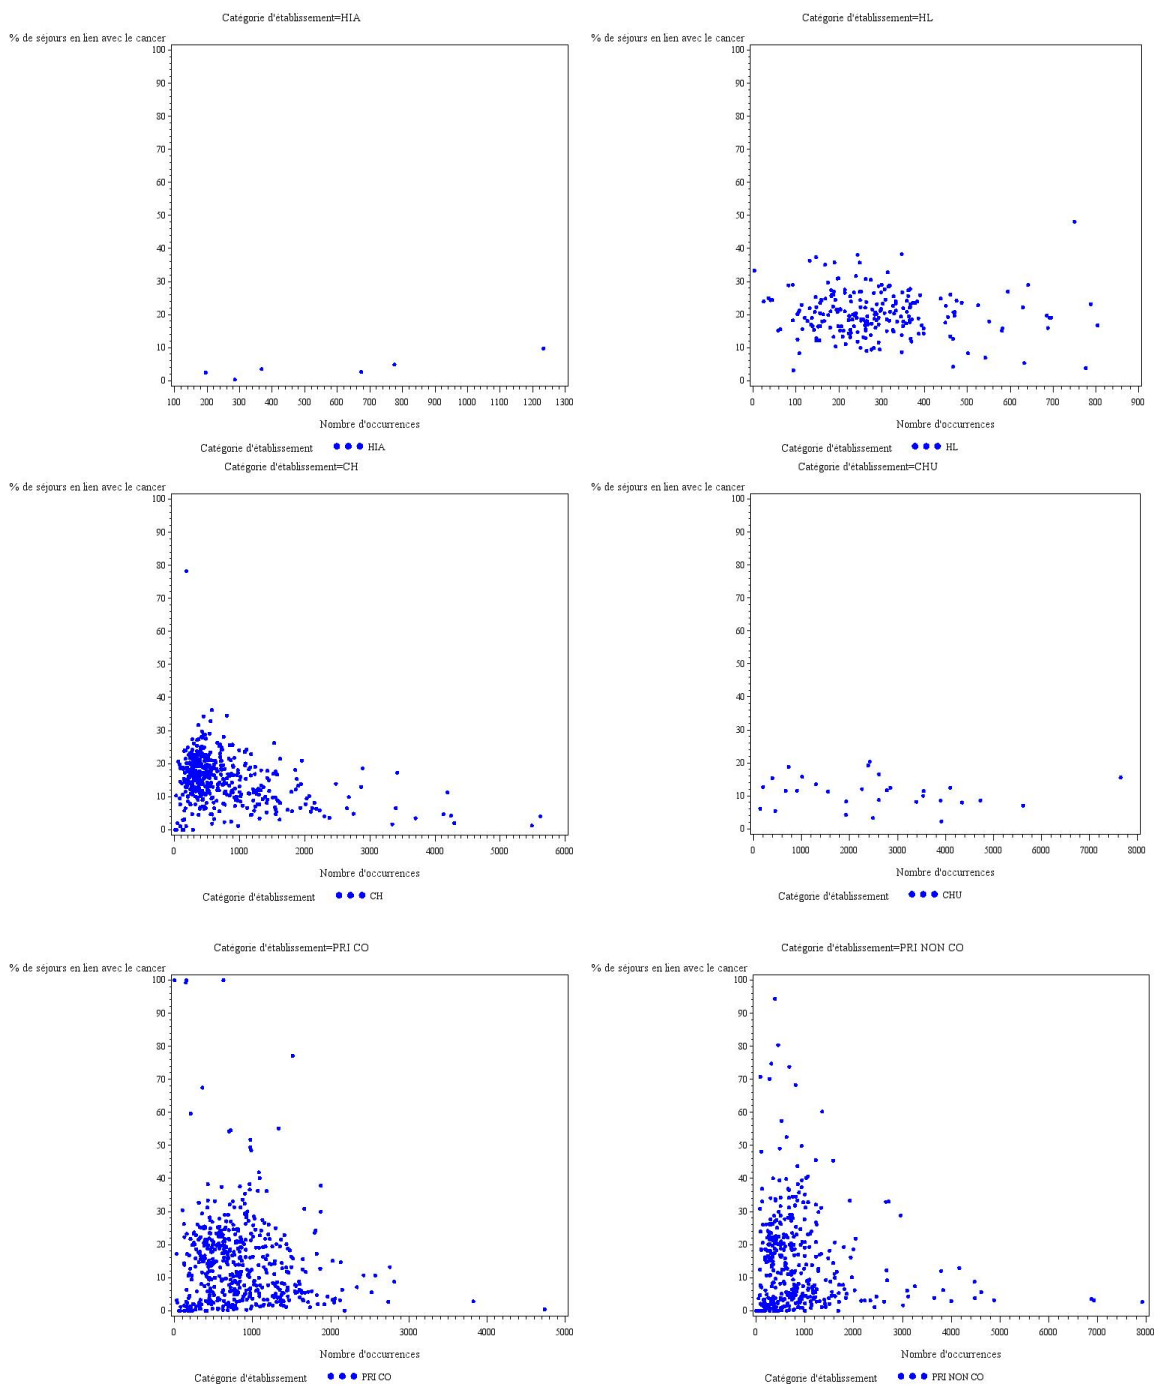 Catégorie d'établissement=HIA
% de séjours en lien avec le cancer
100
90
80
70
60
50
40
30
20
10
0
100 200 300 400 500 600 700 800 900 1000 1100 1200 1300
Nombre d'occurrences
Catégorie d'établissement HIA
Catégorie d'établissement=HL
% de séjours en lien avec le cancer
100
90
80
70
60
50
40
30
20
10
0
0 100 200 300 400 500 600 700 800 900
Nombre d'occurrences
Catégorie d'établissement HL
Catégorie d'établissement=CH
% de séjours en lien avec le cancer
100
90
80
70
60
50
40
30
20
10
0
0 1000 2000 3000 4000 5000 6000
Nombre d'occurrences
Catégorie d'établissement CH
Catégorie d'établissement=CHU
% de séjours en lien avec le cancer
100
90
80
70
60
50
40
30
20
10
0
0 1000 2000 3000 4000 5000 6000 7000 8000
Nombre d'occurrences
Catégorie d'établissement CHU
Catégorie d'établissement=PRI CO
% de séjours en lien avec le cancer
100
90
80
70
60
50
40
30
20
10
0
0 1000 2000 3000 4000 5000
Nombre d'occurrences
Catégorie d'établissement PRI CO
Catégorie d'établissement=PRI NON CO
% de séjours en lien avec le cancer
100
90
80
70
60
50
40
30
20
10
0
0 1000 2000 3000 4000 5000 6000 7000 8000
Nombre d'occurrences
Catégorie d'établissement PRI NON CO